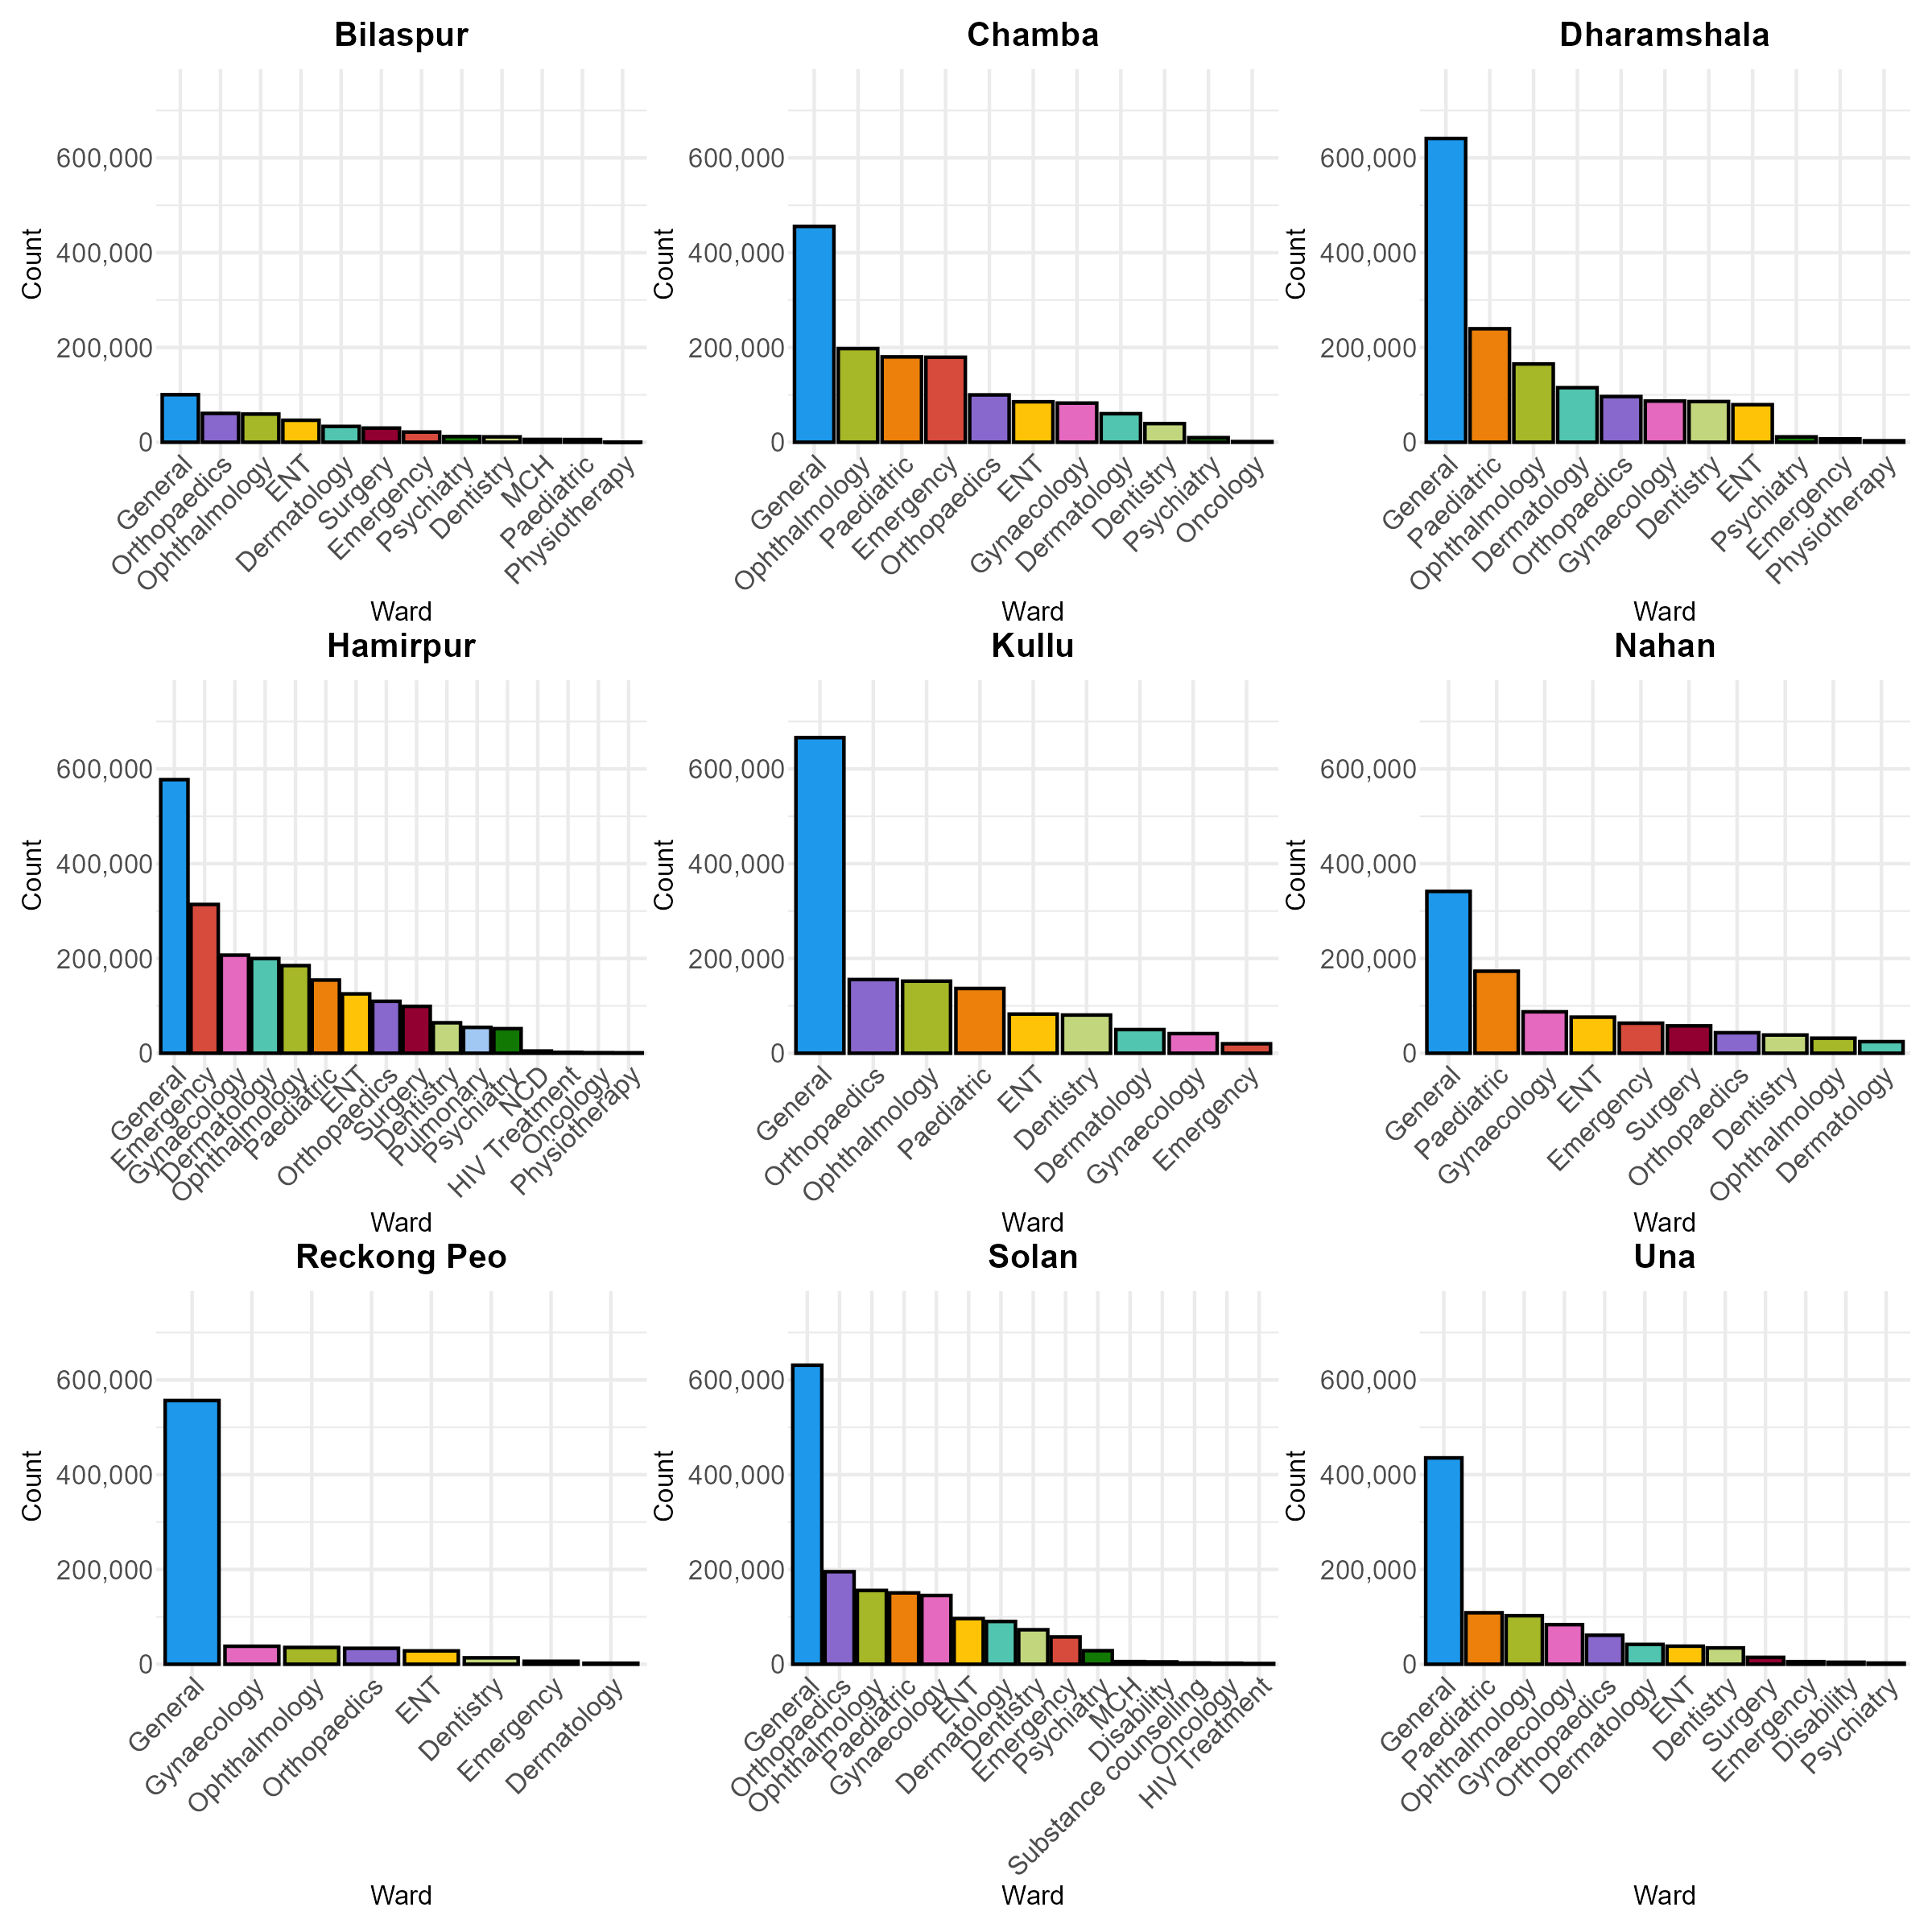 Bilaspur
Count
600,000
400,000
200,000
0
General
Orthopaedics
Ophthalmology
ENT
Dermatology
Surgery
Emergency
Psychiatry
Dentistry
MCH
Paediatric
Physiotherapy
Ward
Chamba
Count
600,000
400,000
200,000
0
General
Ophthalmology
Paediatric
Emergency
Orthopaedics
ENT
Gynaecology
Dermatology
Dentistry
Psychiatry
Oncology
Ward
Dharamshala
Count
600,000
400,000
200,000
0
General
Paediatric
Ophthalmology
Dermatology
Orthopaedics
Gynaecology
Dentistry
ENT
Psychiatry
Emergency
Physiotherapy
Ward
Hamirpur
Count
600,000
400,000
200,000
0
General
Emergency
Gynaecology
Dermatology
Ophthalmology
Paediatric
ENT
Orthopaedics
Surgery
Dentistry
Pulmonary
Psychiatry
NCD
HIV Treatment
Oncology
Physiotherapy
Ward
Kullu
Count
600,000
400,000
200,000
0
General
Orthopaedics
Ophthalmology
Paediatric
ENT
Dentistry
Dermatology
Gynaecology
Emergency
Ward
Nahan
Count
600,000
400,000
200,000
0
General
Paediatric
Gynaecology
ENT
Emergency
Surgery
Orthopaedics
Dentistry
Ophthalmology
Dermatology
Ward
Reckong Peo
Count
600,000
400,000
200,000
0
General
Gynaecology
Ophthalmology
Orthopaedics
ENT
Dentistry
Emergency
Dermatology
Ward
Solan
Count
600,000
400,000
200,000
0
General
Orthopaedics
Ophthalmology
Paediatric
Gynaecology
ENT
Dermatology
Dentistry
Emergency
Psychiatry
MCH
Disability
Substance counselling
Oncology
HIV Treatment
Ward
Una
Count
600,000
400,000
200,000
0
General
Paediatric
Ophthalmology
Gynaecology
Orthopaedics
Dermatology
ENT
Dentistry
Surgery
Emergency
Disability
Psychiatry
Ward